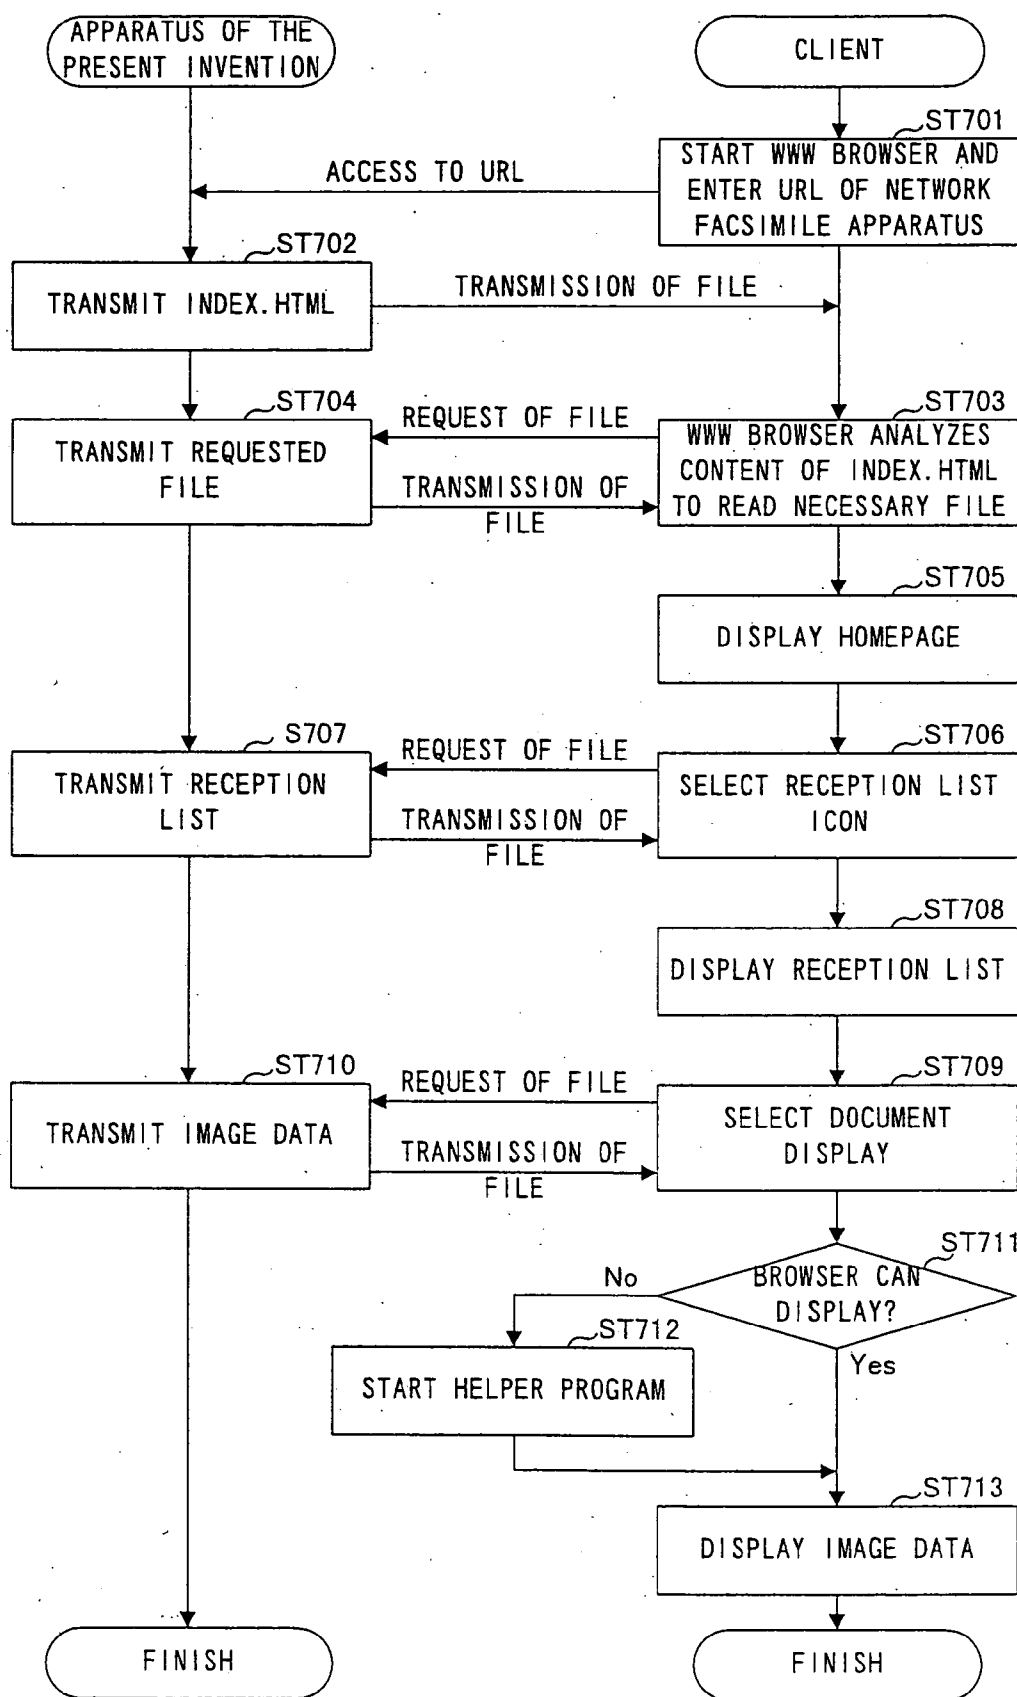 APPARATUS OF THE
PRESENT INVENTION
CLIENT
ST701
START WWW BROWSER AND
ENTER URL OF NETWORK
FACSIMILE APPARATUS
ACCESS TO URL
ST702
TRANSMIT INDEX.HTML
TRANSMISSION OF FILE
ST704
TRANSMIT REQUESTED
FILE
REQUEST OF FILE
TRANSMISSION OF
FILE
ST703
WWW BROWSER ANALYZES
CONTENT OF INDEX.HTML
TO READ NECESSARY FILE
ST705
DISPLAY HOMEPAGE
S707
TRANSMIT RECEPTION
LIST
REQUEST OF FILE
TRANSMISSION OF
FILE
ST706
SELECT RECEPTION LIST
ICON
ST708
DISPLAY RECEPTION LIST
ST710
TRANSMIT IMAGE DATA
REQUEST OF FILE
TRANSMISSION OF
FILE
ST709
SELECT DOCUMENT
DISPLAY
ST711
BROWSER CAN
DISPLAY?
No
Yes
ST712
START HELPER PROGRAM
ST713
DISPLAY IMAGE DATA
FINISH
FINISH